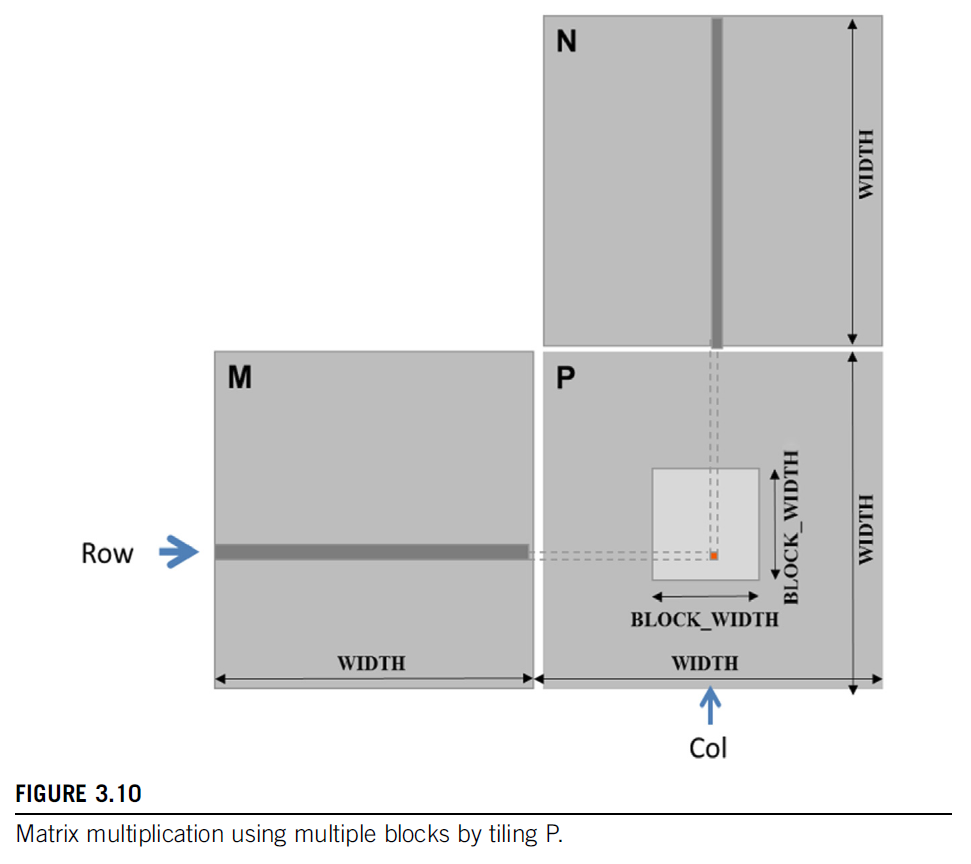 N
WIDTH
M
P
BLOCK_WIDTH
WIDTH
Row
BLOCK_WIDTH
WIDTH
WIDTH
Col
FIGURE 3.10
Matrix multiplication using multiple blocks by tiling P.